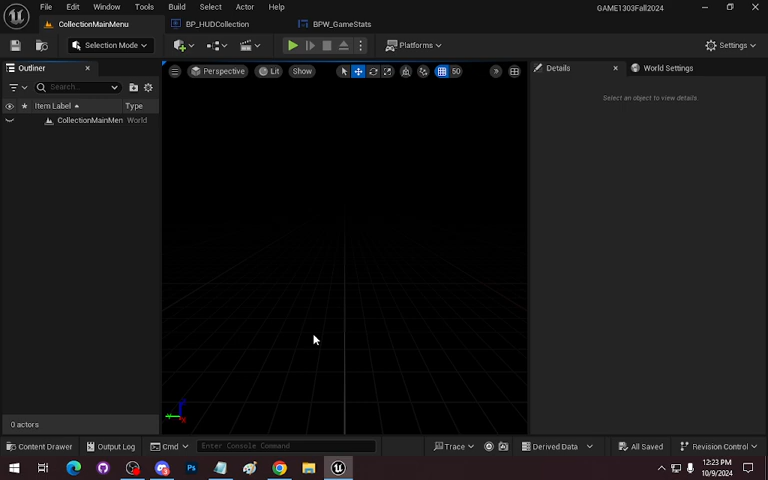 File Edit Window Tools Build Select Actor Help GAME1303Fall2024
CollectionMainMenu BP_HUDCollection BPW_GameStats
Selection Mode Platforms Settings
Outliner Perspective Lit Show 50 Details World Settings
Search...
Item Label Type
CollectionMainMen World
Select an object to view details
0 actors
Content Drawer Output Log Cmd Enter Console Command Trace Derived Data All Saved Revision Control
Ps 12:23 PM
10/9/2024